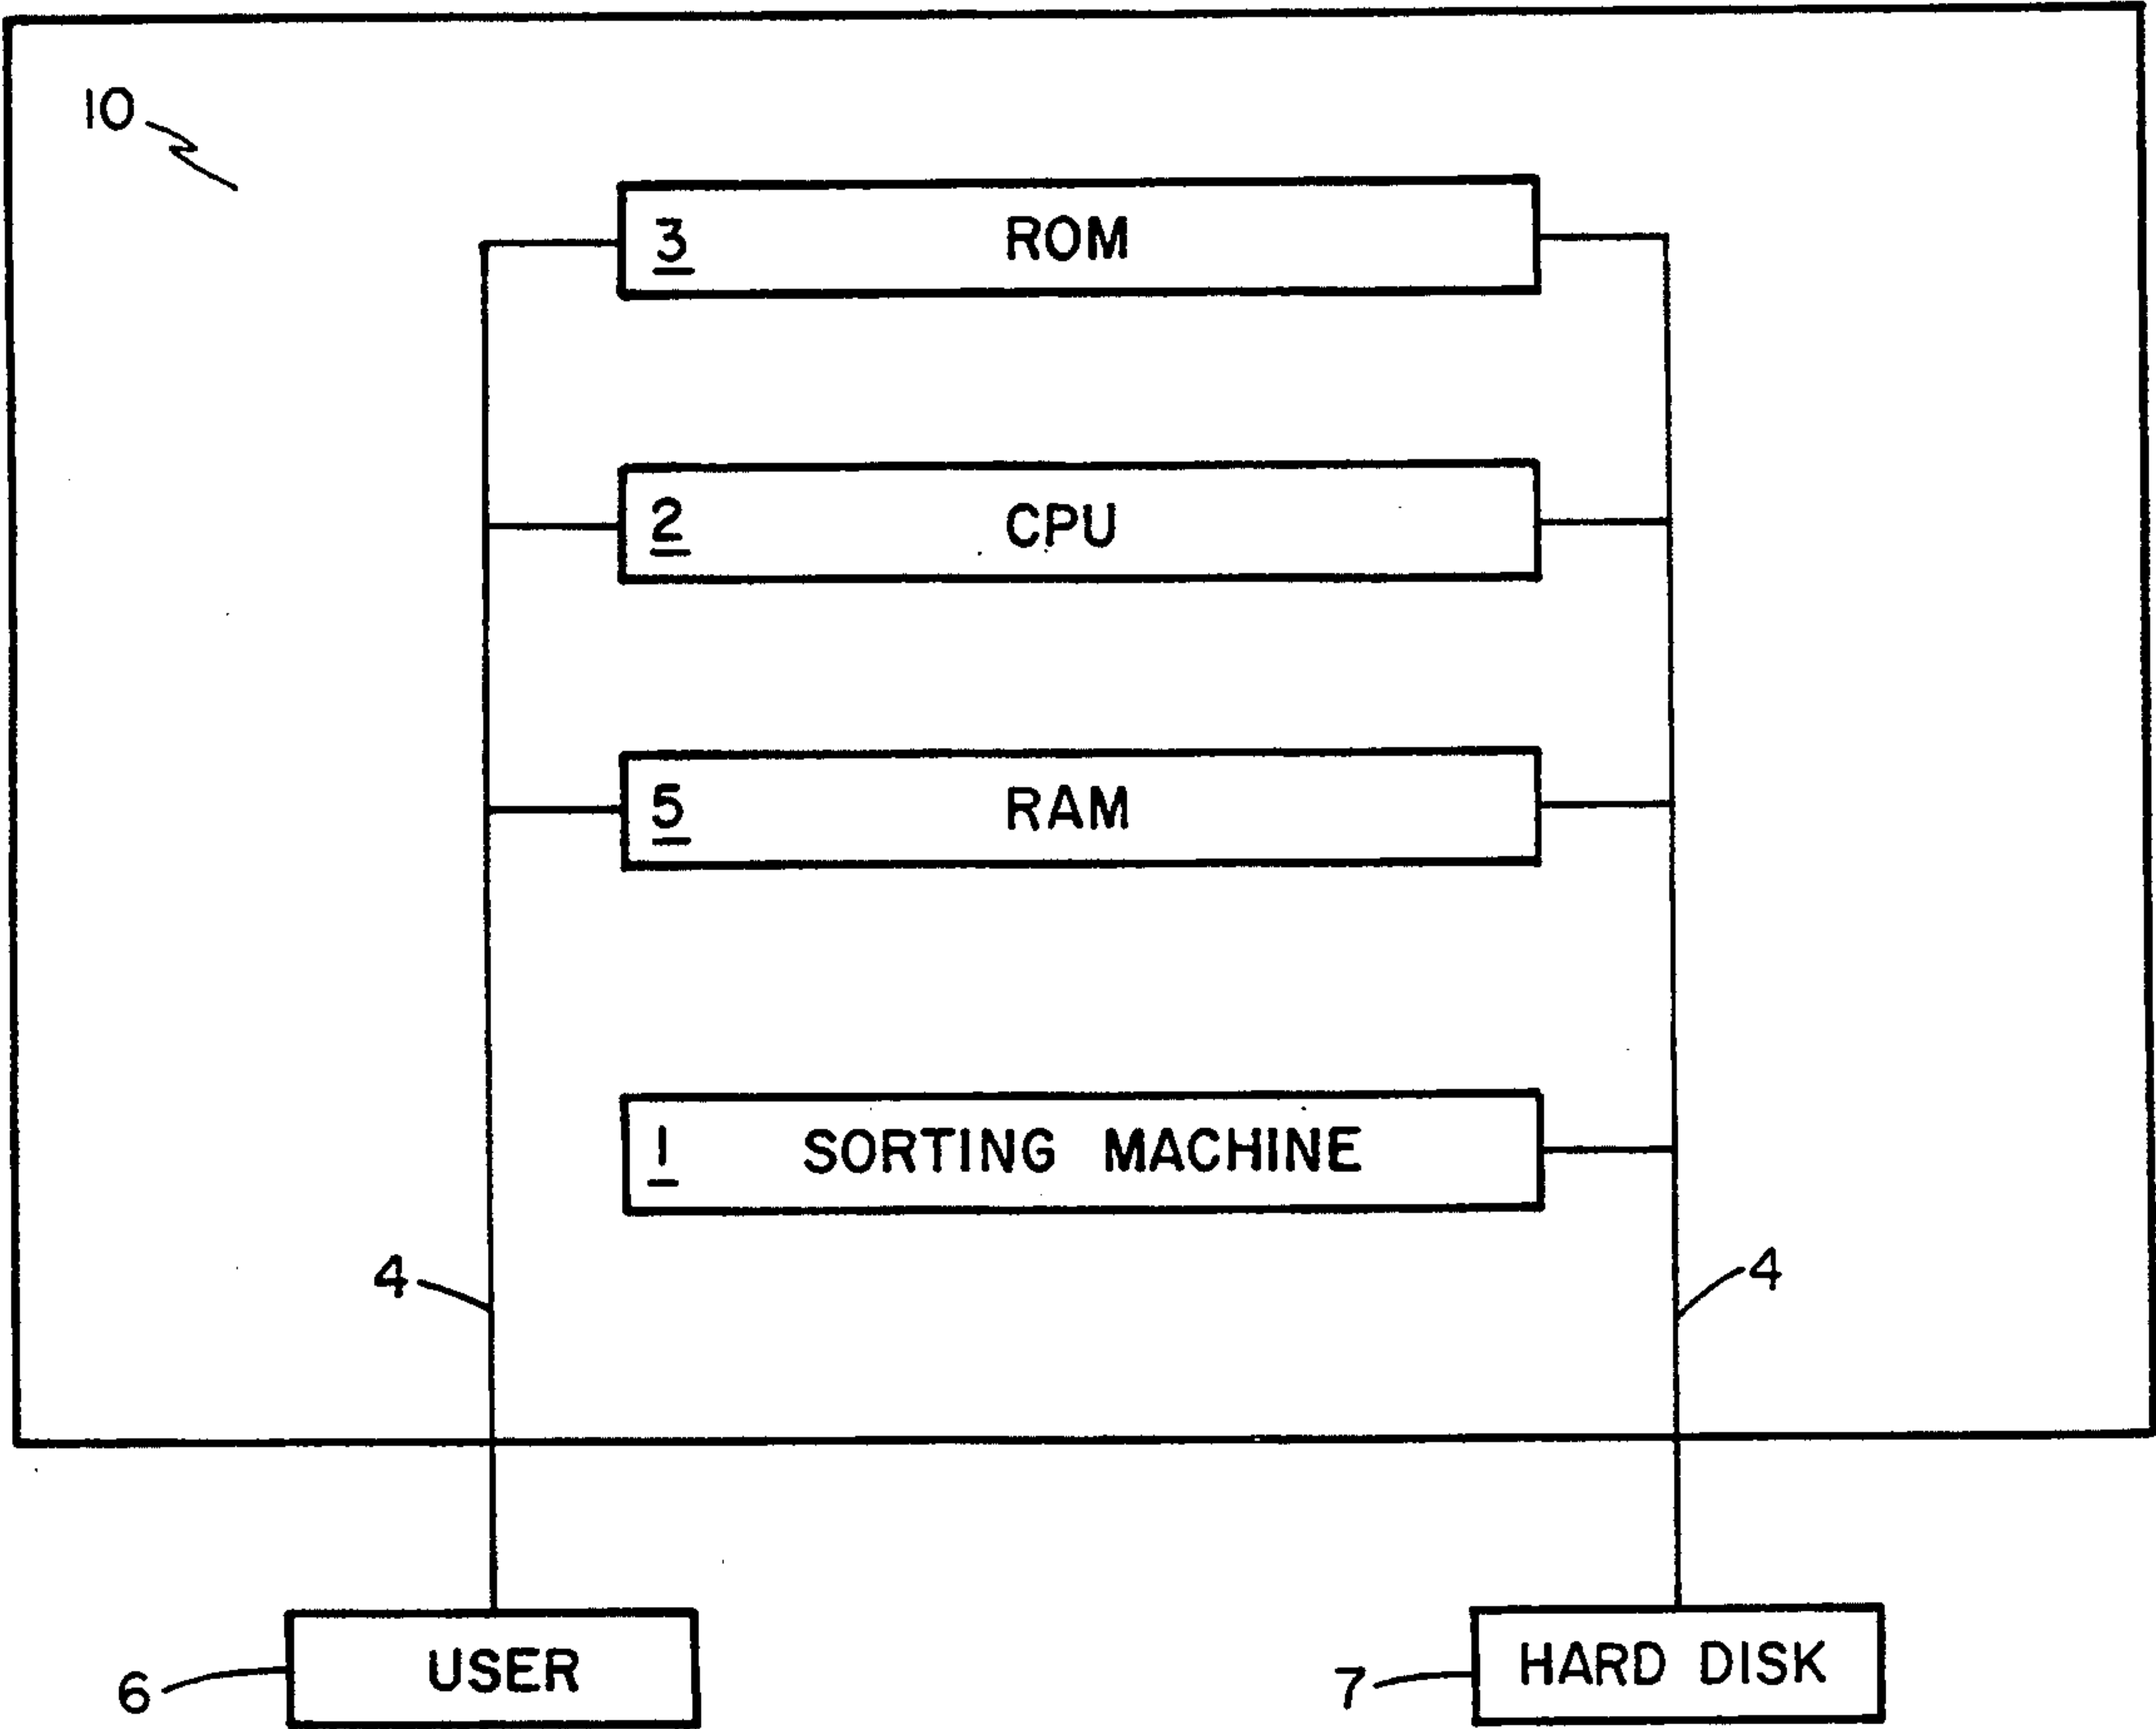 10
3 ROM
2 CPU
5 RAM
1 SORTING MACHINE
4 4
6 USER
7 HARD DISK